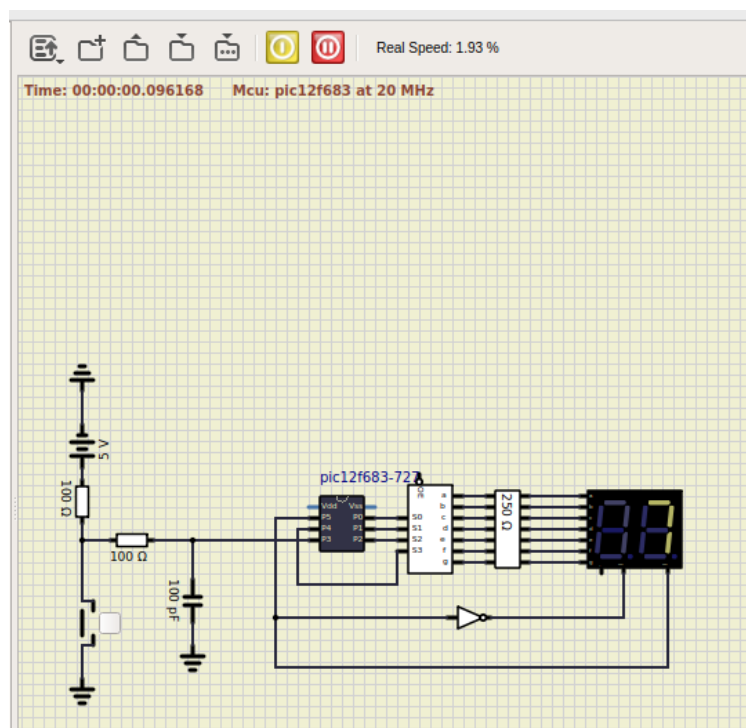 Real Speed: 1.93 %
Time: 00:00:00.096168 Mcu: pic12f683 at 20 MHz
5 V
100 Ω
100 Ω
100 pF
pic12f683-727
Vdd Vss
P5 P0
P4 P1
P3 P2
OE
S0
S1
S2
S3
a
b
c
d
e
f
g
250 Ω